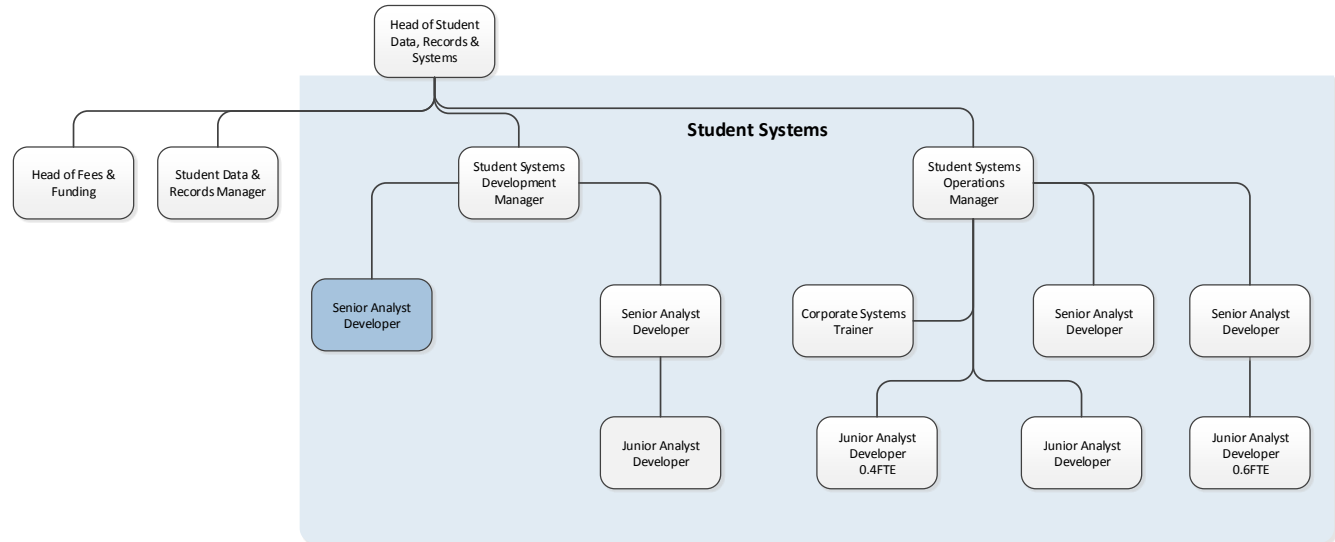 Head of Student
Data, Records &
Systems
Student Systems
Head of Fees &
Funding
Student Data &
Records Manager
Student Systems
Development
Manager
Student Systems
Operations
Manager
Senior Analyst
Developer
Senior Analyst
Developer
Corporate Systems
Trainer
Senior Analyst
Developer
Senior Analyst
Developer
Junior Analyst
Developer
Junior Analyst
Developer
0.4FTE
Junior Analyst
Developer
Junior Analyst
Developer
0.6FTE